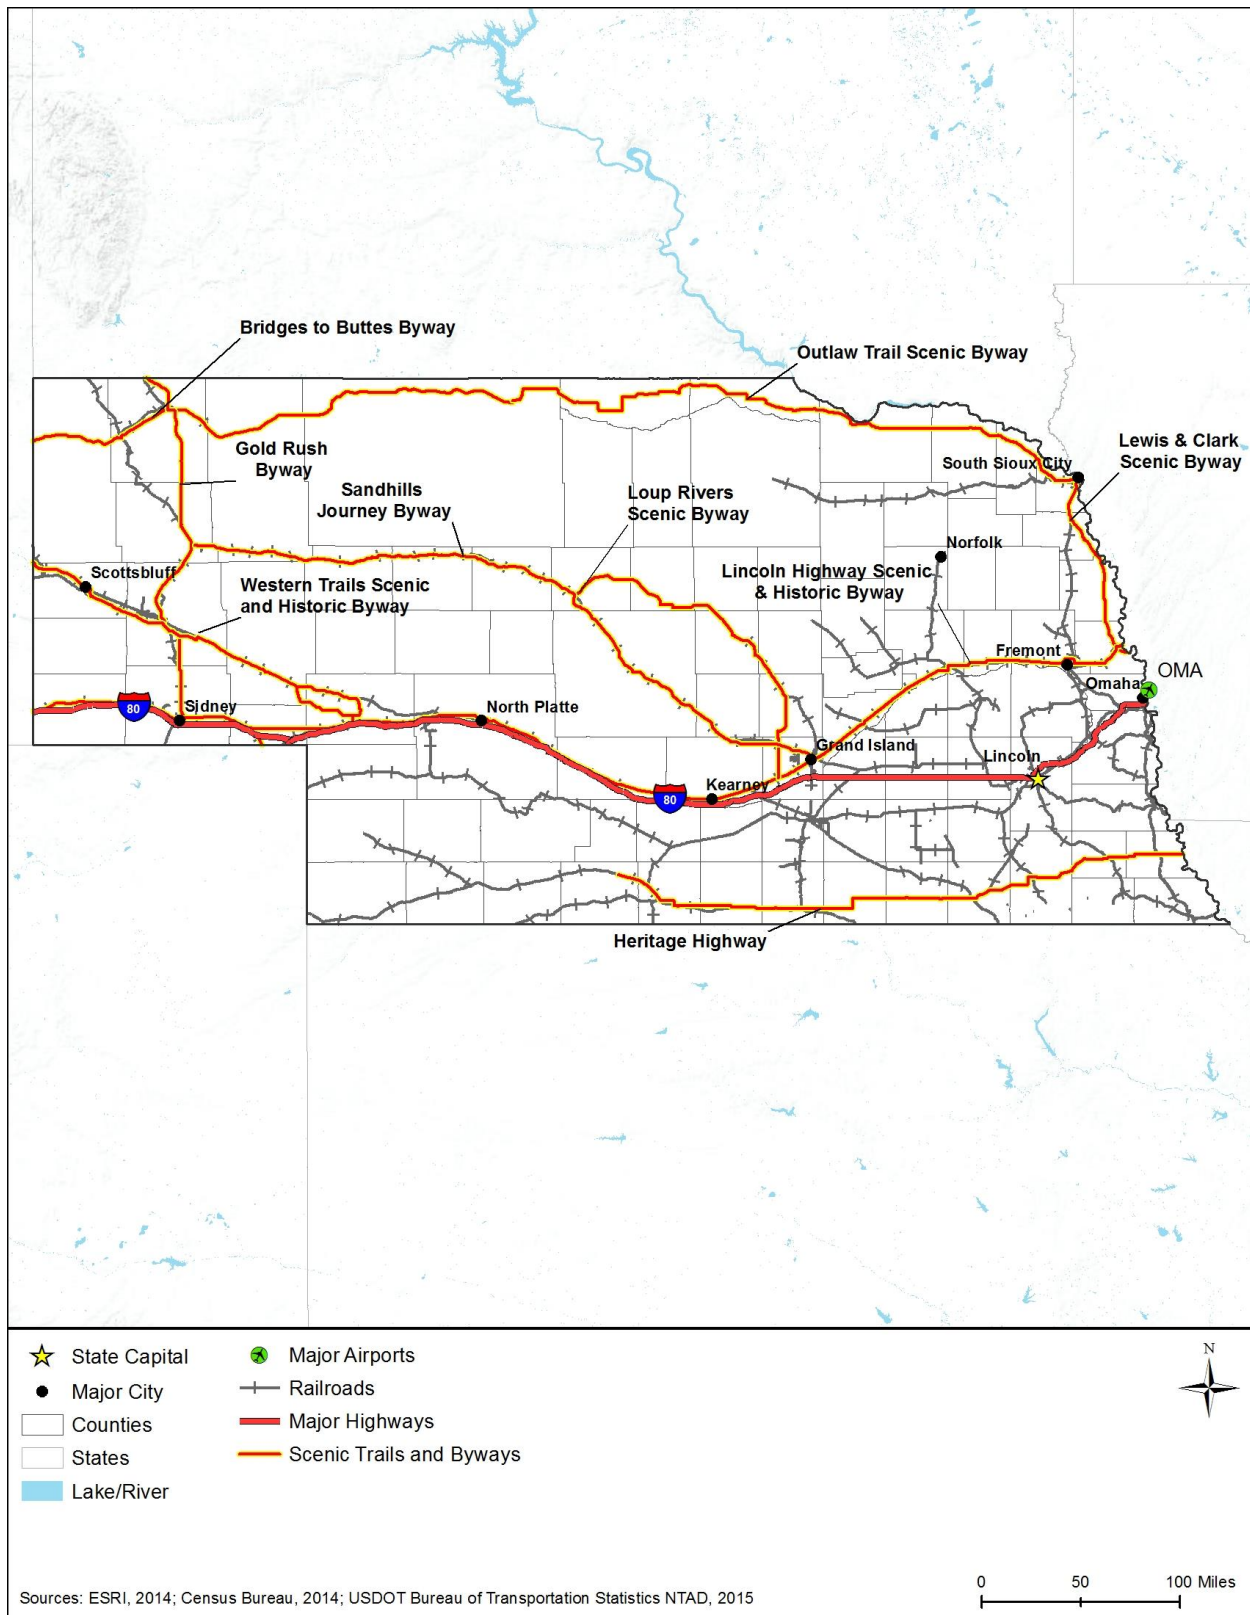 Bridges to Buttes Byway
Outlaw Trail Scenic Byway
Gold Rush
Byway
Lewis & Clark
Scenic Byway
South Sioux City
Sandhills
Journey Byway
Loup Rivers
Scenic Byway
Norfolk
Scottsbluff
Western Trails Scenic
and Historic Byway
Lincoln Highway Scenic
& Historic Byway
Fremont
OMA
Omaha
80
Sidney
North Platte
Grand Island
Lincoln
Kearney
80
Heritage Highway
State Capital
Major City
Counties
States
Lake/River
Major Airports
Railroads
Major Highways
Scenic Trails and Byways
N
0 50 100 Miles
Sources: ESRI, 2014; Census Bureau, 2014; USDOT Bureau of Transportation Statistics NTAD, 2015